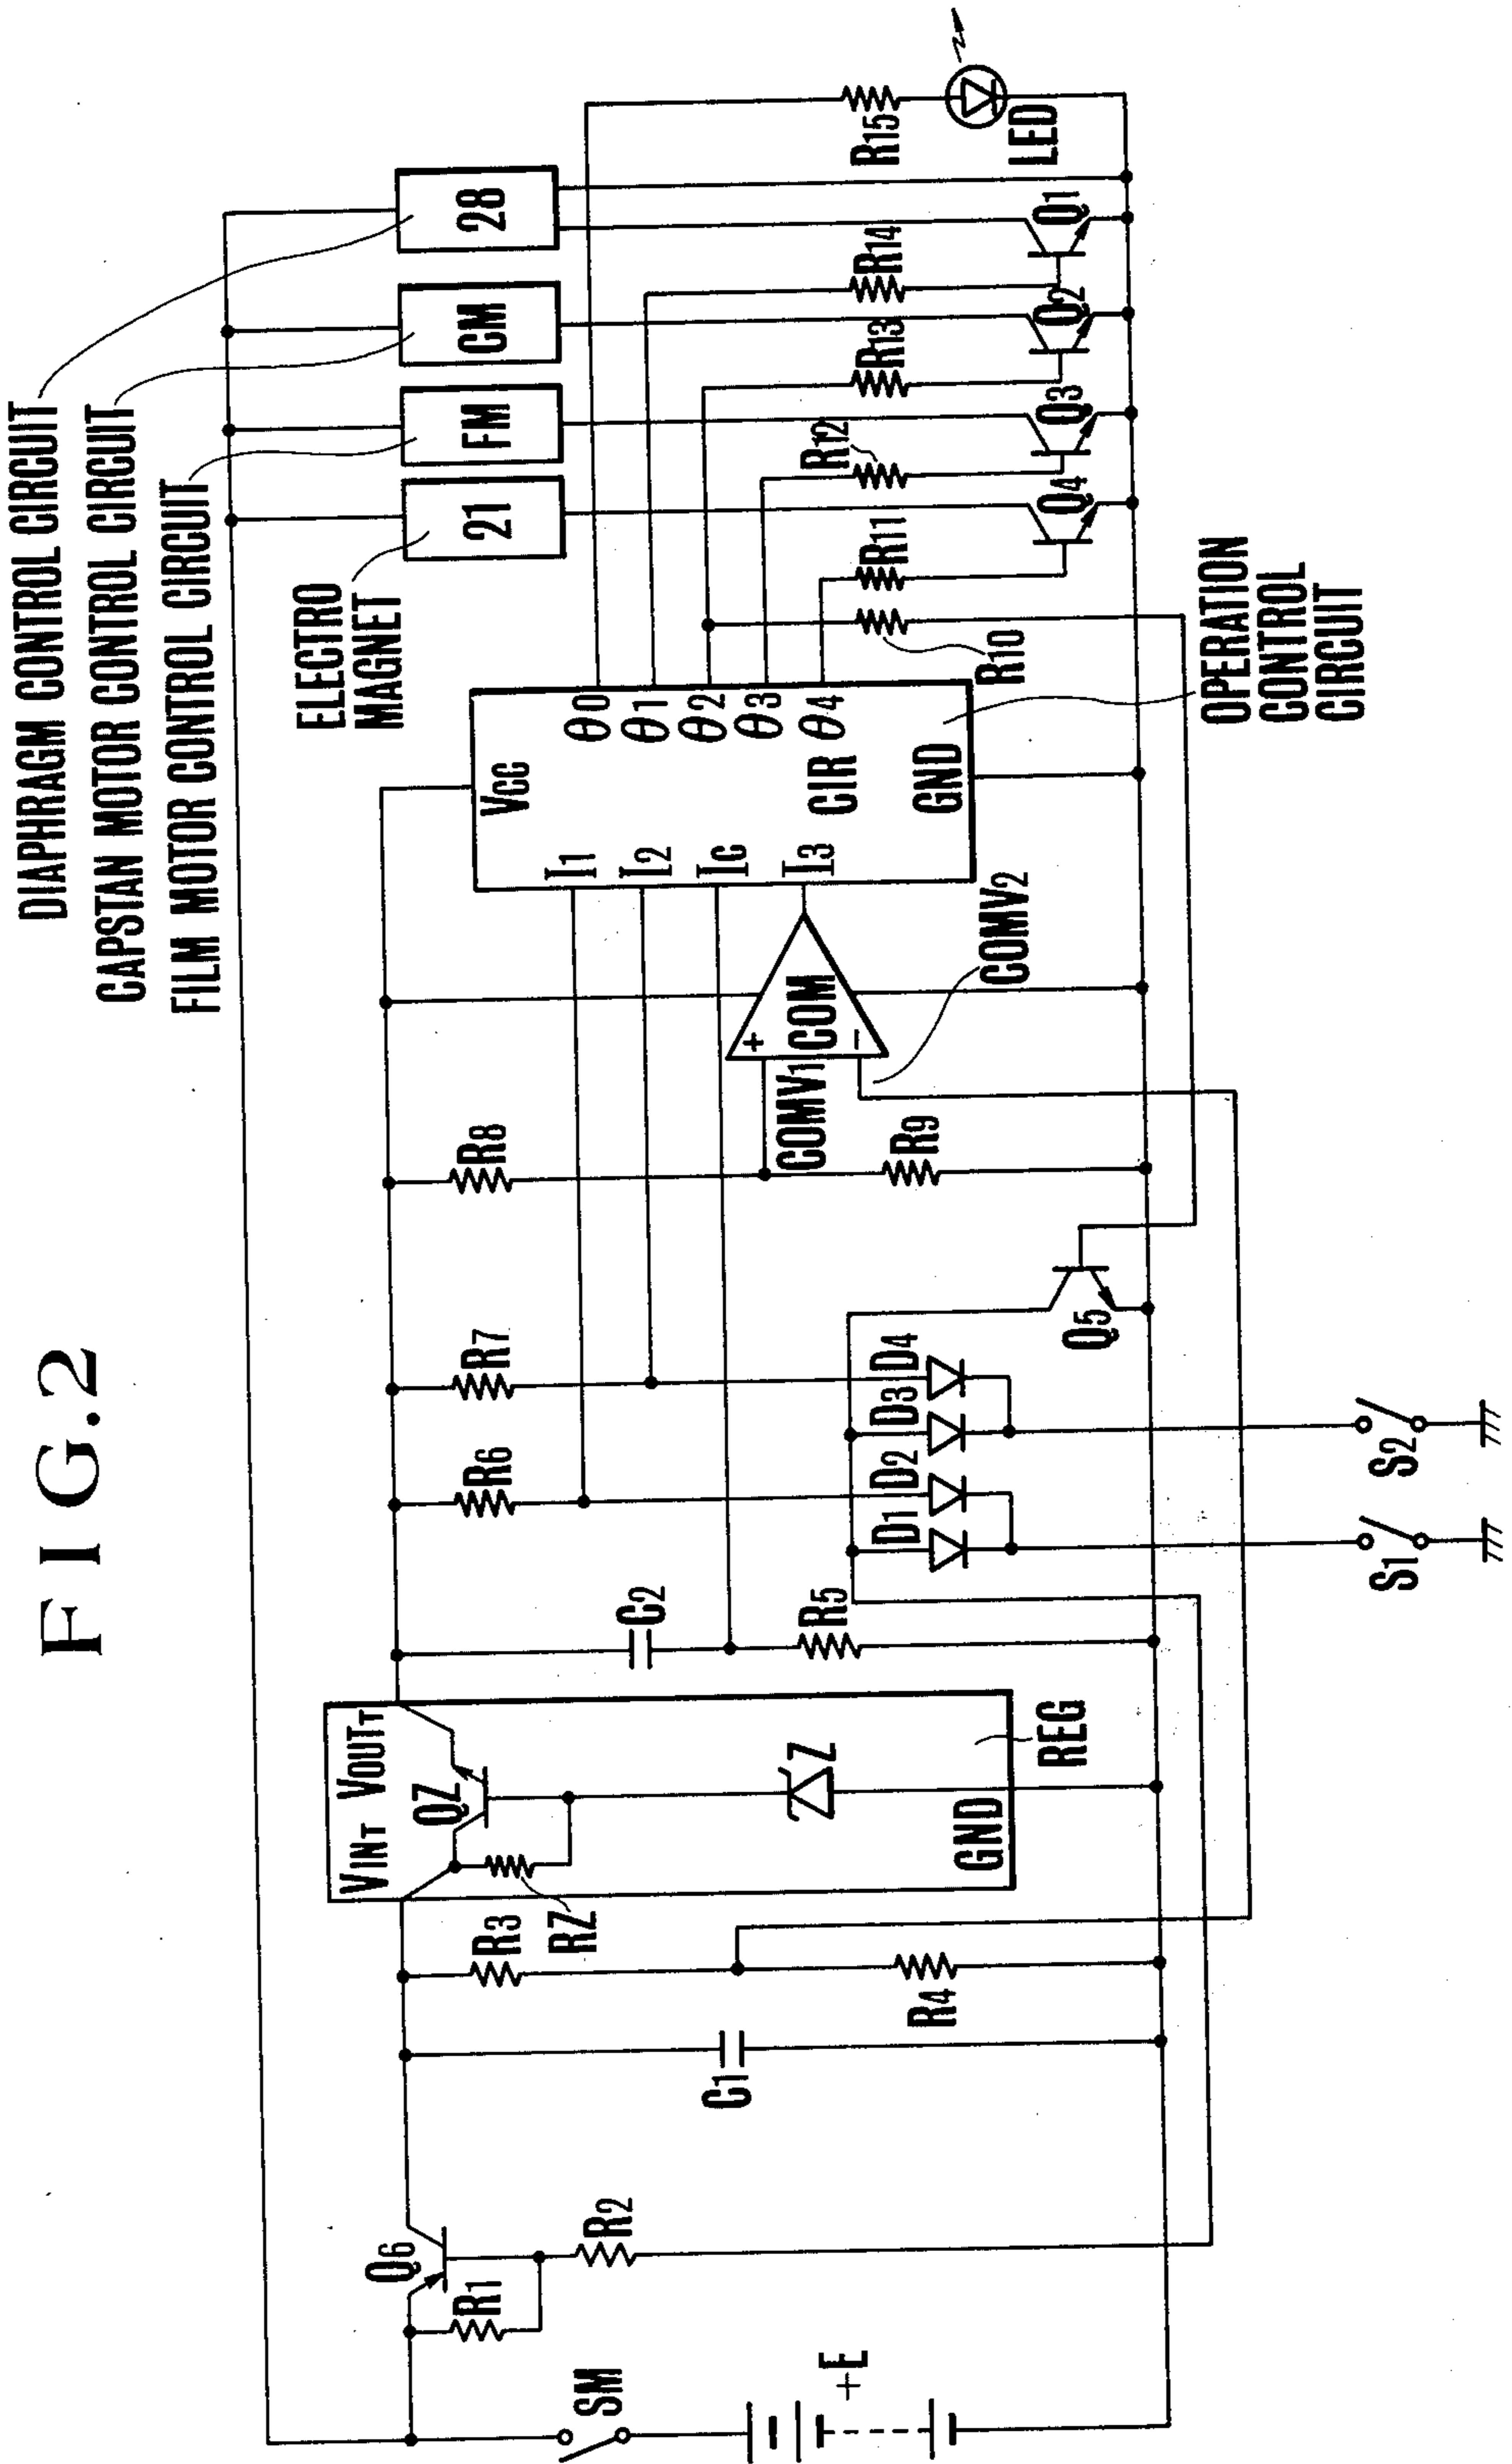 FIG.2
DIAPHRAGM CONTROL CIRCUIT
CAPSTAN MOTOR CONTROL CIRCUIT
FILM MOTOR CONTROL CIRCUIT
ELECTRO
MAGNET
21
FM
CM
28
SM
+E
Q6
R1
R2
C1
R3
R4
RZ
VINT
VOUTT
QZ
Z
GND
REG
C2
R5
R6
R7
D1
D2
D3
D4
S1
S2
Q5
R8
R9
COMV1
COMV2
+
COM
−
I1
I2
IC
I3
VCC
CIR
GND
θ0
θ1
θ2
θ3
θ4
OPERATION
CONTROL
CIRCUIT
R10
R11
R12
R13
R14
R15
Q4
Q3
Q2
Q1
LED